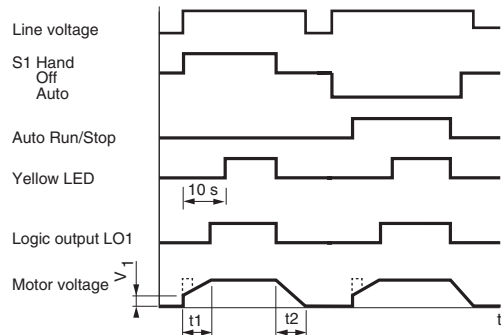 Line voltage
S1 Hand
Off
Auto
Auto Run/Stop
Yellow LED
10 s
Logic output LO1
Motor voltage
V1
t1
t2
t